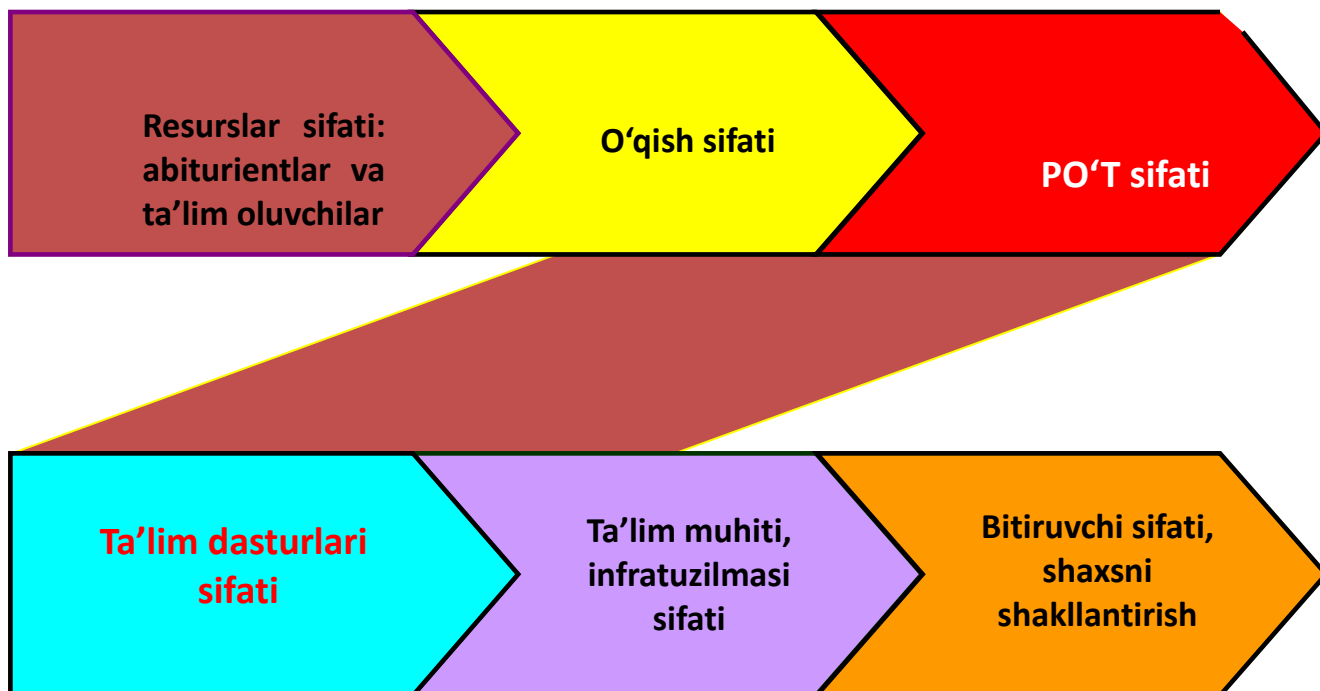 Resurslar sifati:
abiturientlar va
ta’lim oluvchilar
O‘qish sifati
PO‘T sifati
Ta’lim dasturlari
sifati
Ta’lim muhiti,
infratuzilmasi
sifati
Bitiruvchi sifati,
shaxsni
shakllantirish